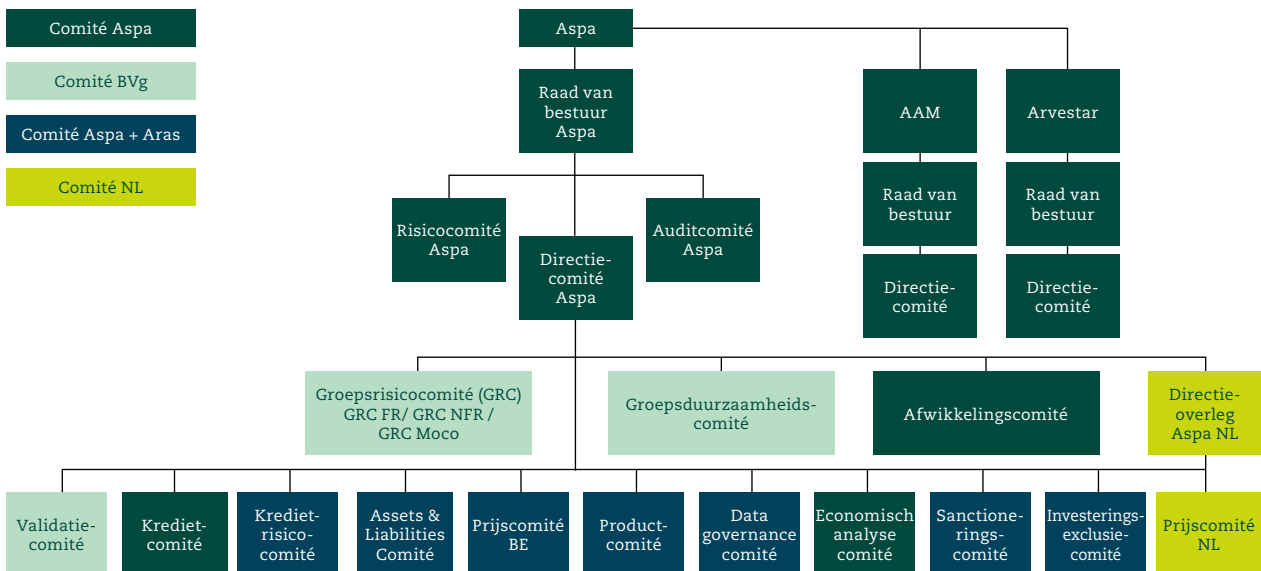 Comité Aspa
Comité BVg
Comité Aspa + Aras
Comité NL
Aspa
Raad van
bestuur
Aspa
AAM
Arvestar
Raad van
bestuur
Raad van
bestuur
Risicocomité
Aspa
Directie-
comité
Aspa
Auditcomité
Aspa
Directie-
comité
Directie-
comité
Groepsrisicocomité (GRC)
GRC FR/ GRC NFR /
GRC Moco
Groepsduurzaamheids-
comité
Afwikkelingscomité
Directie-
overleg
Aspa NL
Validatie-
comité
Krediet-
comité
Krediet-
risico-
comité
Assets &
Liabilities
Comité
Prijscomité
BE
Product-
comité
Data
governance
comité
Economisch
analyse
comité
Sanctione-
rings-
comité
Investerings-
exclusie-
comité
Prijscomité
NL